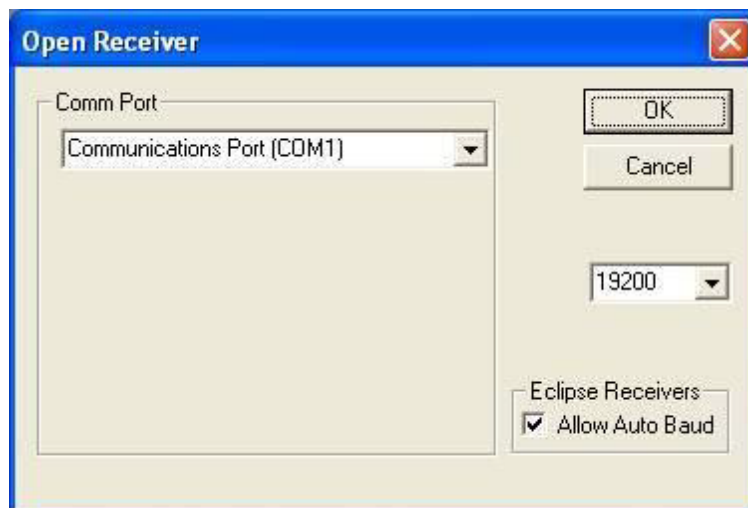 Open Receiver
Comm Port
Communications Port (COM1)
OK
Cancel
19200
Eclipse Receivers
Allow Auto Baud